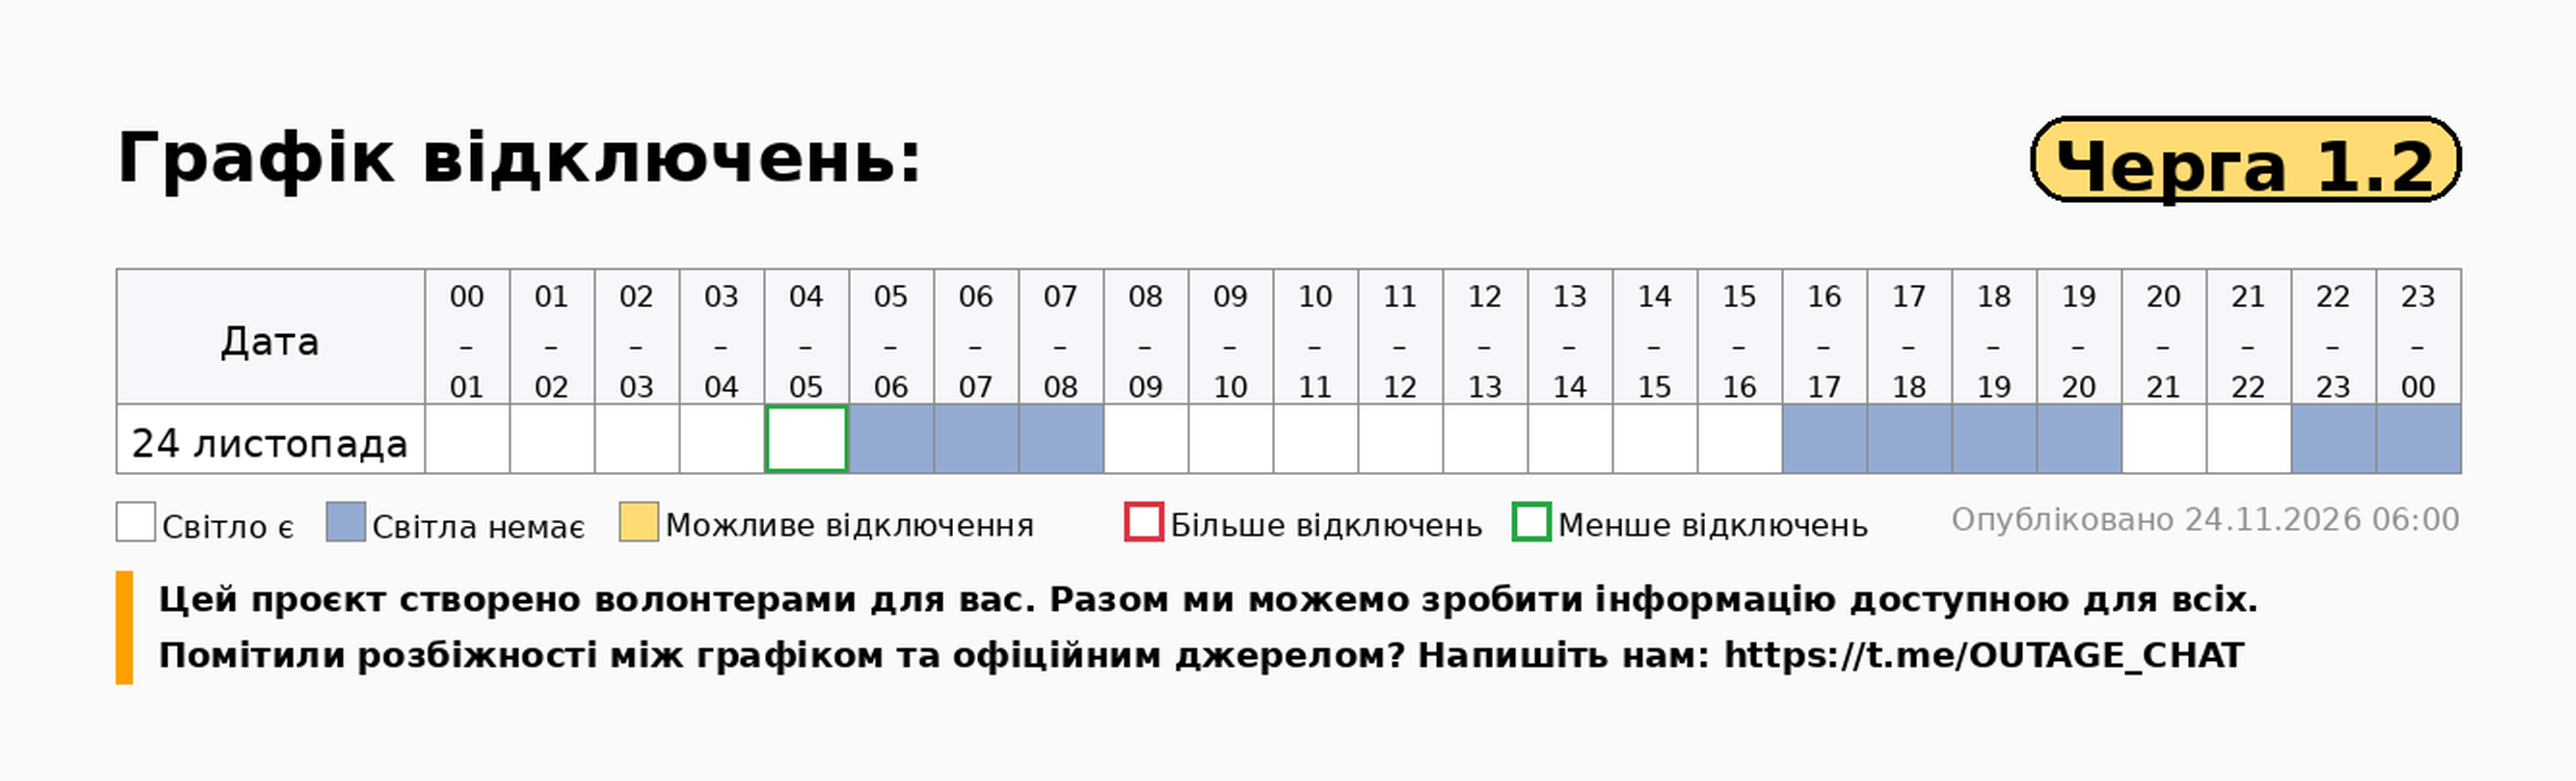 Графік відключень:
Черга 1.2
Дата 00 – 01 01 – 02 02 – 03 03 – 04 04 – 05 05 – 06 06 – 07 07 – 08 08 – 09 09 – 10 10 – 11 11 – 12 12 – 13 13 – 14 14 – 15 15 – 16 16 – 17 17 – 18 18 – 19 19 – 20 20 – 21 21 – 22 22 – 23 23 – 00
24 листопада
Світло є Світла немає Можливе відключення Більше відключень Менше відключень Опубліковано 24.11.2026 06:00
Цей проєкт створено волонтерами для вас. Разом ми можемо зробити інформацію доступною для всіх.
Помітили розбіжності між графіком та офіційним джерелом? Напишіть нам: https://t.me/OUTAGE_CHAT